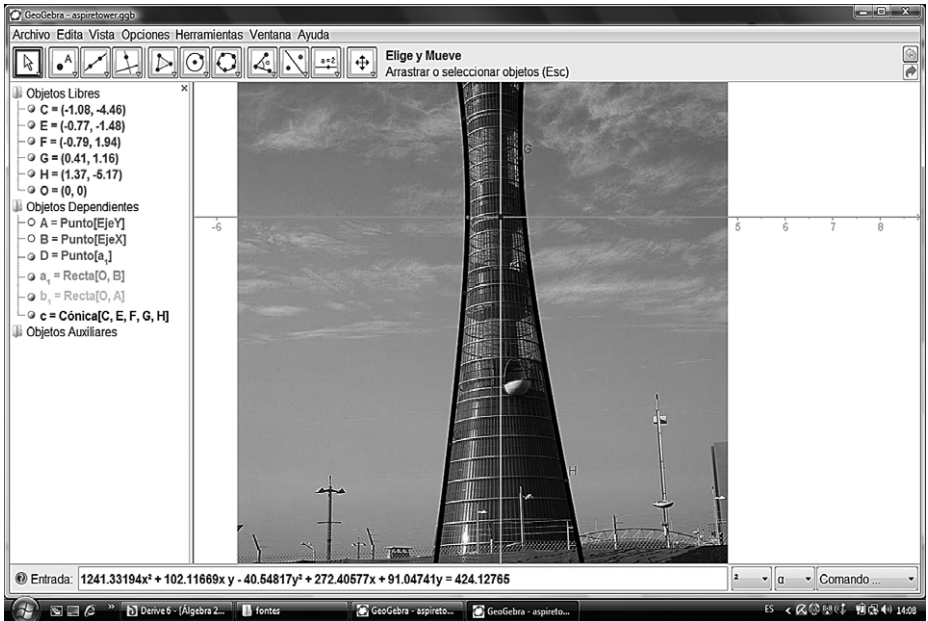 GeoGebra - aspiretower.ggb
Archivo Edita Vista Opciones Herramientas Ventana Ayuda
A
a=2
Elige y Mueve
Arrastrar o seleccionar objetos (Esc)
Objetos Libres
C = (-1.08, -4.46)
E = (-0.77, -1.48)
F = (-0.79, 1.94)
G = (0.41, 1.16)
H = (1.37, -5.17)
O = (0, 0)
Objetos Dependientes
A = Punto[EjeY]
B = Punto[EjeX]
D = Punto[a₁]
a₁ = Recta[O, B]
b₁ = Recta[O, A]
c = Cónica[C, E, F, G, H]
Objetos Auxiliares
G
-6 5 6 7 8
H
Entrada: 1241.33194x² + 102.11669x y - 40.54817y² + 272.40577x + 91.04741y = 424.12765
² α Comando ...
» Derive 6 - [Álgebra 2... fontes GeoGebra - aspireto... GeoGebra - aspireto... ES 14:08